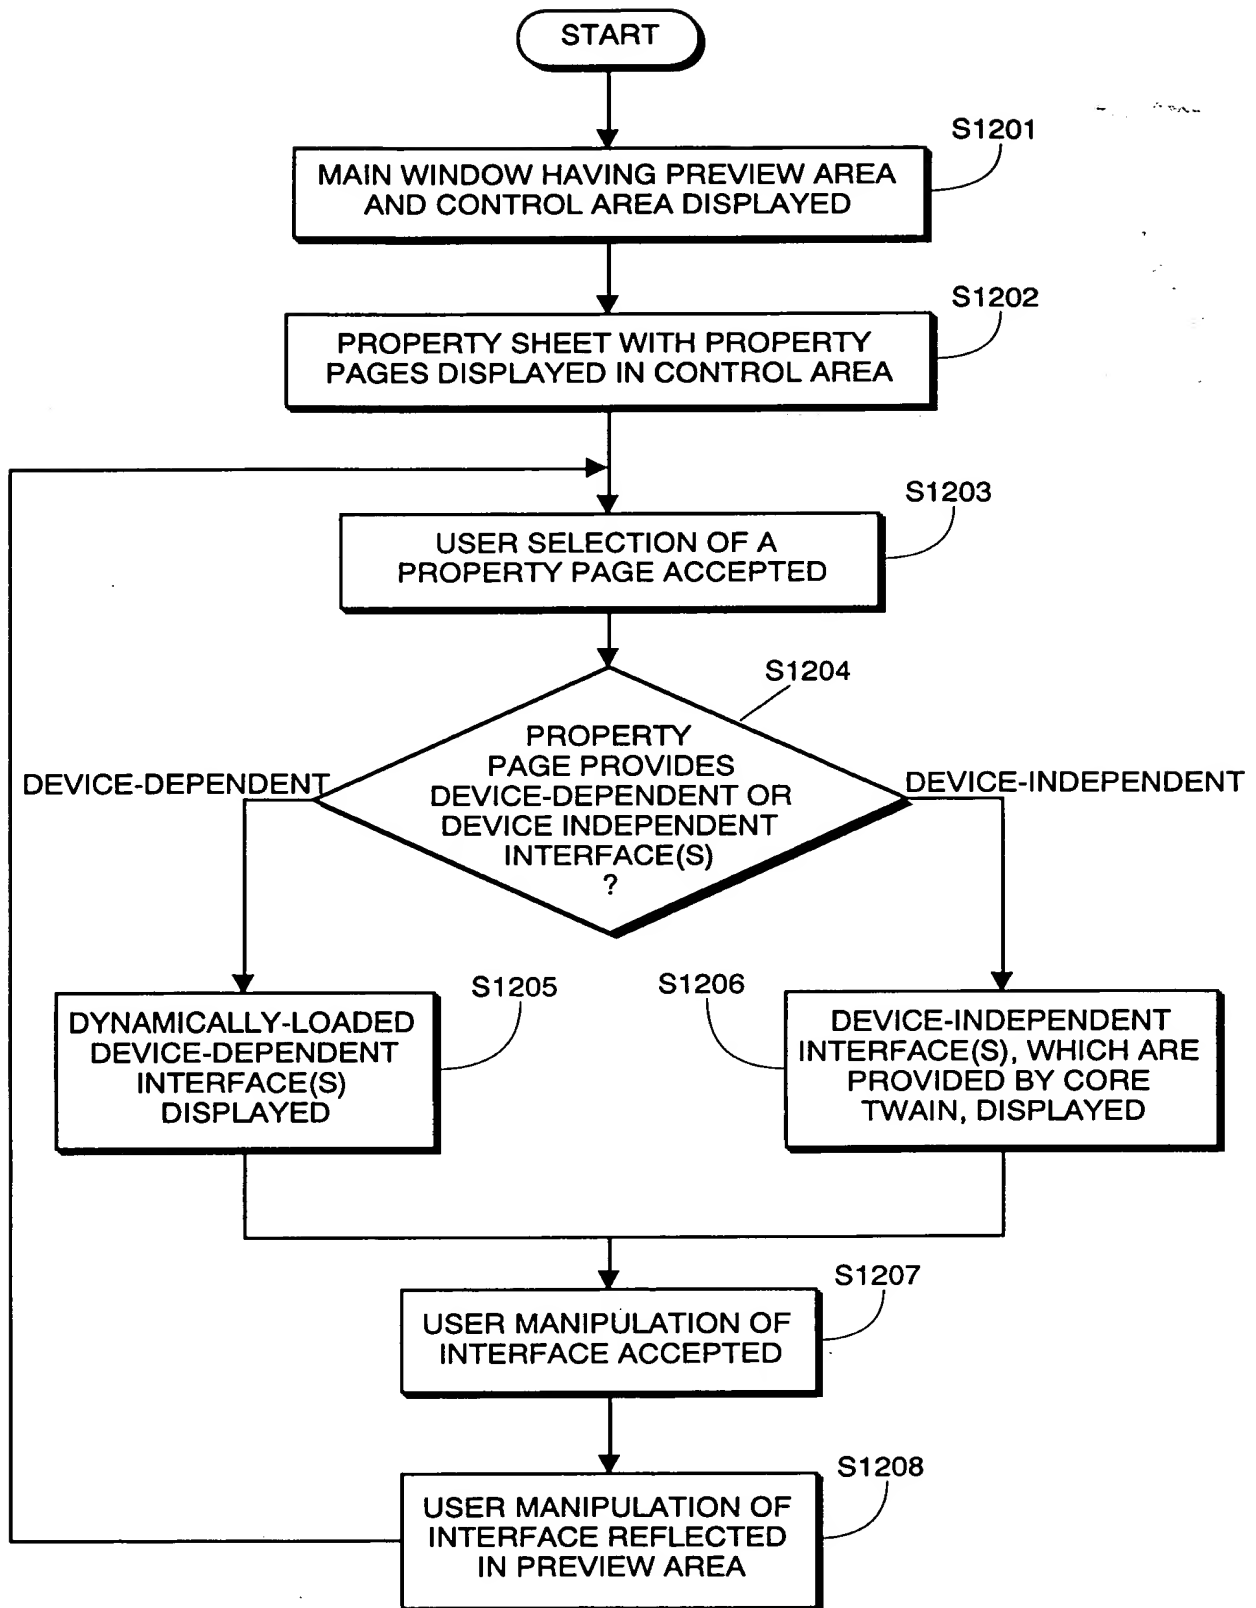 START
S1201
MAIN WINDOW HAVING PREVIEW AREA
AND CONTROL AREA DISPLAYED
S1202
PROPERTY SHEET WITH PROPERTY
PAGES DISPLAYED IN CONTROL AREA
S1203
USER SELECTION OF A
PROPERTY PAGE ACCEPTED
S1204
PROPERTY
PAGE PROVIDES
DEVICE-DEPENDENT OR
DEVICE INDEPENDENT
INTERFACE(S)
?
DEVICE-DEPENDENT
DEVICE-INDEPENDENT
S1205
DYNAMICALLY-LOADED
DEVICE-DEPENDENT
INTERFACE(S)
DISPLAYED
S1206
DEVICE-INDEPENDENT
INTERFACE(S), WHICH ARE
PROVIDED BY CORE
TWAIN, DISPLAYED
S1207
USER MANIPULATION OF
INTERFACE ACCEPTED
S1208
USER MANIPULATION OF
INTERFACE REFLECTED
IN PREVIEW AREA